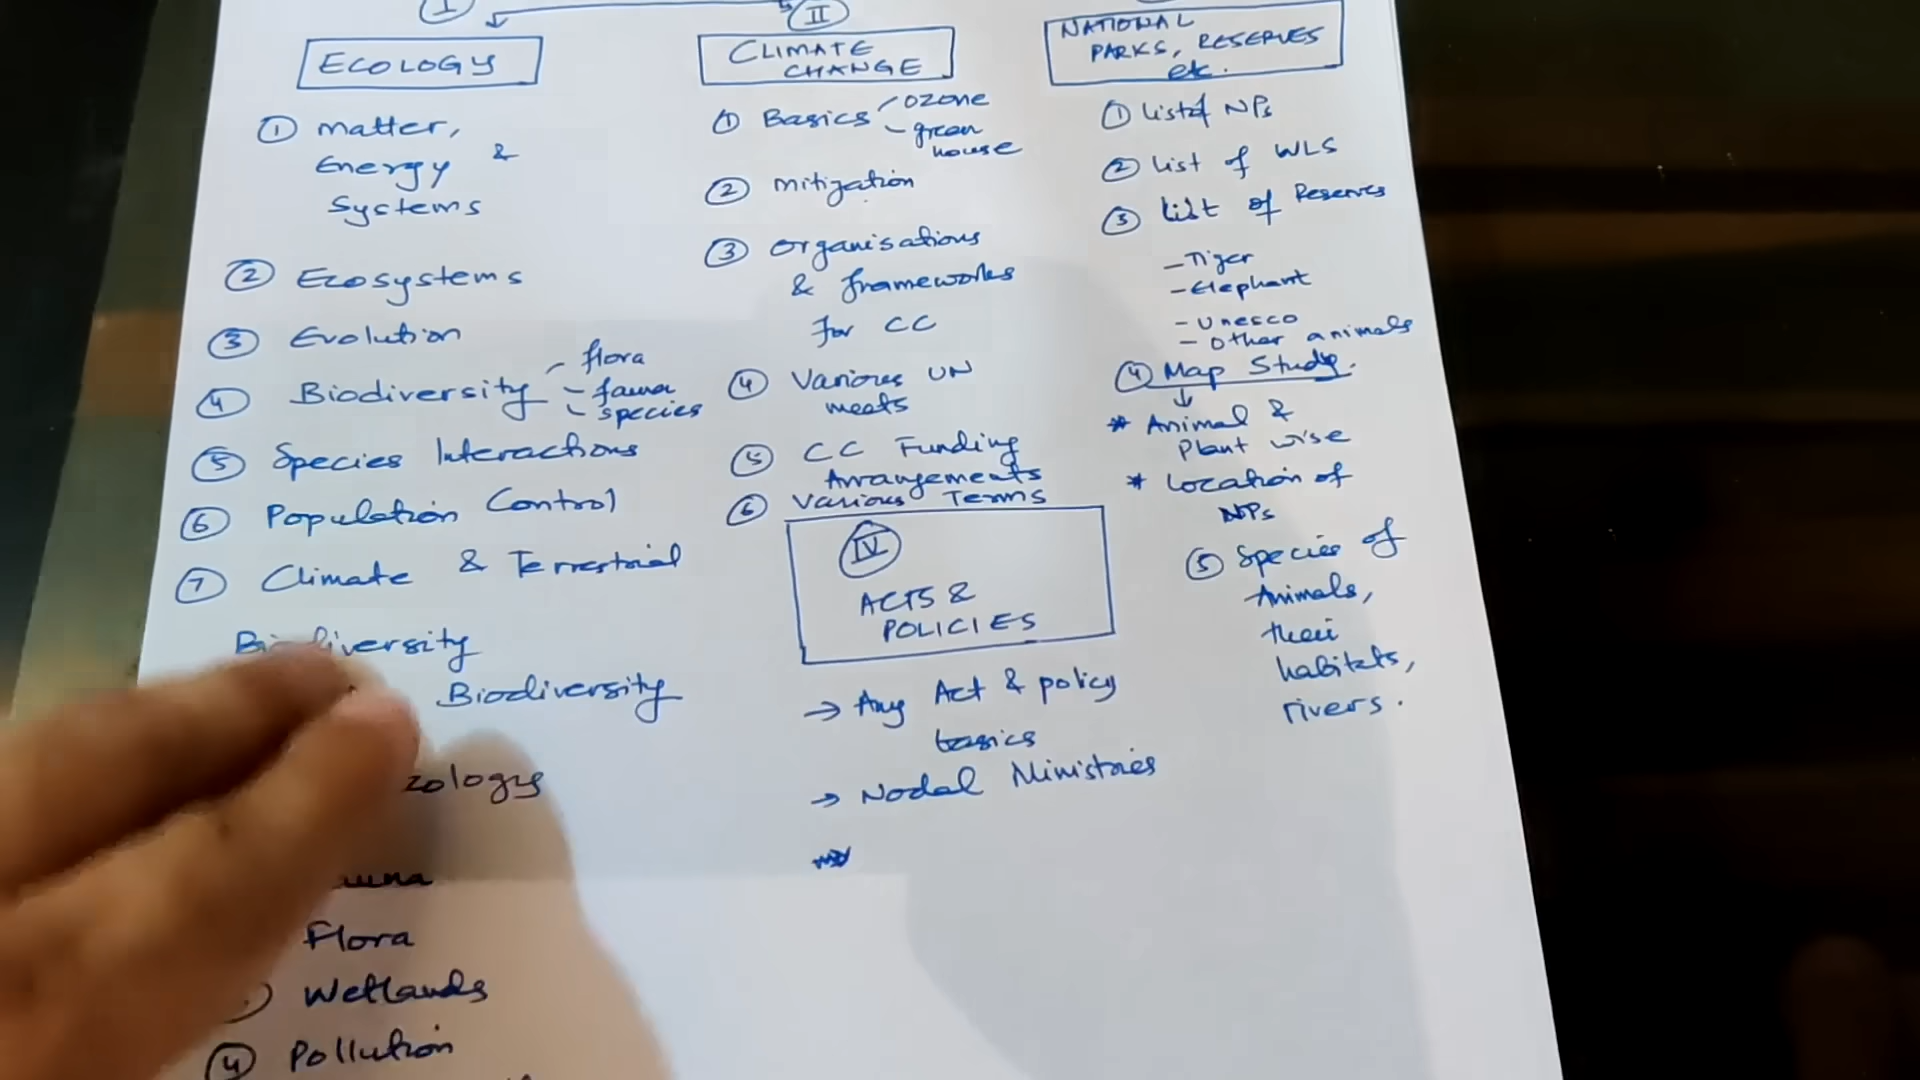 I
ECOLOGY
① matter,
Energy &
Systems
② Ecosystems
③ Evolution
④ Biodiversity - flora
- fauna
- species
⑤ Species Interactions
⑥ Population Control
⑦ Climate & Terrestrial
Biodiversity
Biodiversity
Flora
Wetlands
④ Pollution
II
CLIMATE
CHANGE
① Basics - ozone
- green
house
② mitigation
③ organisations
& frameworks
for CC
④ Various UN
meets
⑤ CC Funding
Arrangements
⑥ Various Terms
IV
ACTS &
POLICIES
→ Any Act & policy
basics
→ Nodal Ministries
NATIONAL
PARKS, RESERVES
etc.
① list of NPs
② list of WLS
③ list of Reserves
- Tiger
- Elephant
- Unesco
- Other animals
④ Map Study.
* Animal &
Plant wise
* Location of
NPs
⑤ Species of
Animals,
their
habitats,
rivers.